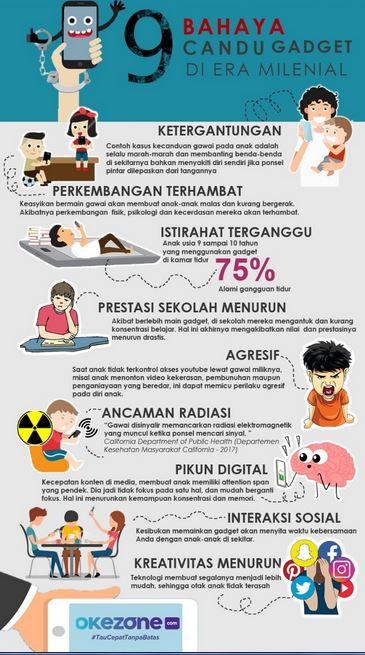 9 BAHAYA
CANDU GADGET
DI ERA MILENIAL
KETERGANTUNGAN
Contoh kasus kecanduan gawai pada anak adalah
selalu marah-marah dan membanting benda-benda
di sekitarnya bahkan menyakiti diri sendiri jika ponsel
pintar dilepaskan dari tangannya
PERKEMBANGAN TERHAMBAT
Keasyikan bermain gawai akan membuat anak-anak malas dan kurang bergerak.
Akibatnya perkembangan fisik, psikologi dan kecerdasan mereka akan terhambat.
ISTIRAHAT TERGANGGU
Anak usia 9 sampai 10 tahun
yang menggunakan gadget
di kamar tidur
75%
Alami gangguan tidur
PRESTASI SEKOLAH MENURUN
Akibat berlebih main gadget, di sekolah mereka mengantuk dan kurang
konsentrasi belajar. Hal ini akhirnya mengakibatkan nilai dan prestasinya
menurun drastis.
AGRESIF
Saat anak tidak terkontrol akses youtube lewat gawai miliknya,
misal anak menonton video kekerasan, pembunuhan maupun
penganiayaan yang beredar, ini dapat memicu perilaku agresif
pada diri anak.
ANCAMAN RADIASI
"Gawai disinyalir memancarkan radiasi elektromagnetik
yang muncul ketika ponsel mencari sinyal. "
California Department of Public Health (Departemen
Kesehatan Masyarakat California - 2017)
PIKUN DIGITAL
Kecepatan konten di media, membuat anak memiliki attention span
yang pendek. Dia jadi tidak fokus pada satu hal, dan mudah berganti
fokus. Hal ini menurunkan kemampuan konsentrasi dan memori.
INTERAKSI SOSIAL
Kesibukan memainkan gadget akan menyita waktu kebersamaan
Anda dengan anak-anak di sekitar.
KREATIVITAS MENURUN
Teknologi membuat segalanya menjadi lebih
mudah, sehingga otak anak tidak terasah
okezone.com
#TauCepatTanpaBatas